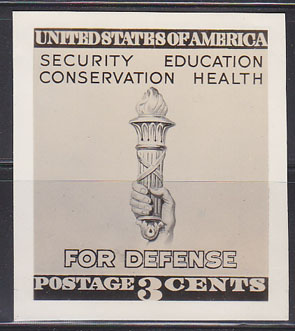 UNITED STATES OF AMERICA
SECURITY EDUCATION
CONSERVATION HEALTH
FOR DEFENSE
POSTAGE 3 CENTS